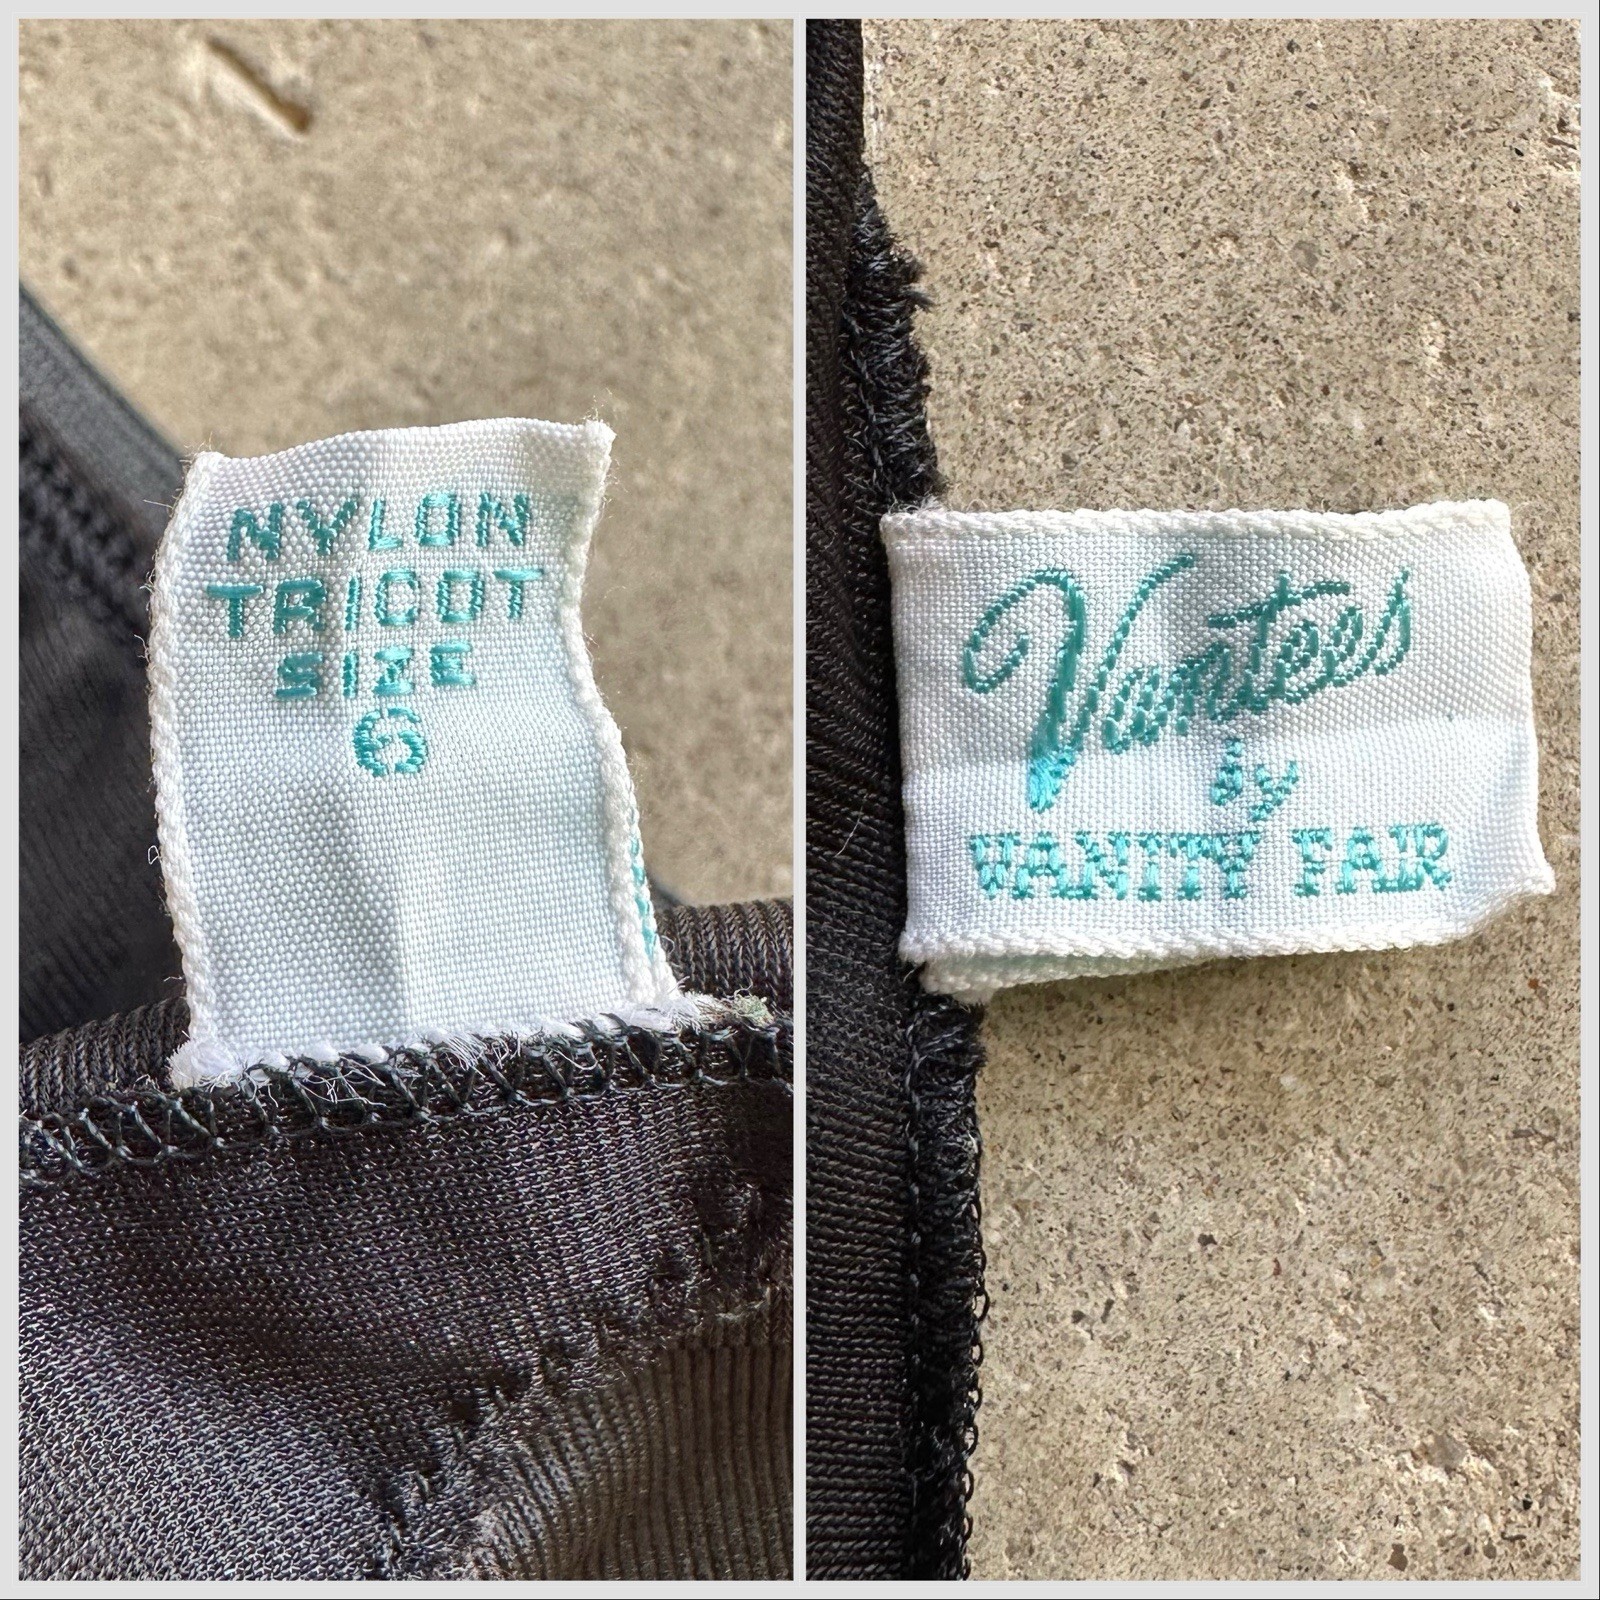 NYLON
TRICOT
SIZE
6
Vantees
by
VANITY FAIR